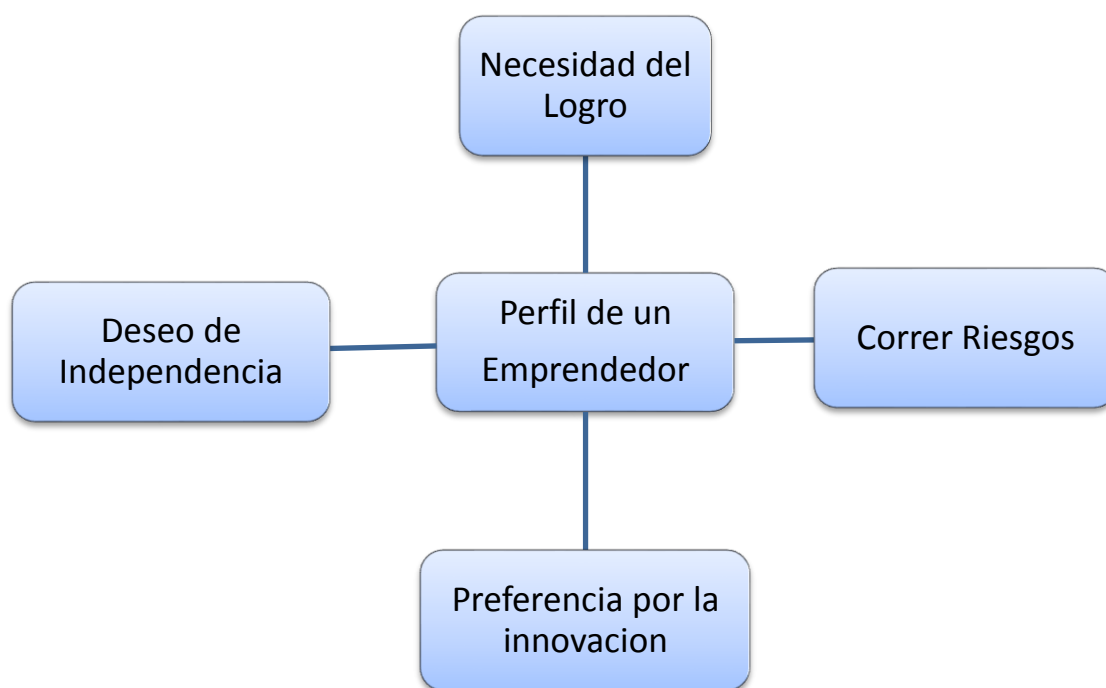 Necesidad del
Logro
Deseo de
Independencia
Perfil de un
Emprendedor
Correr Riesgos
Preferencia por la
innovacion